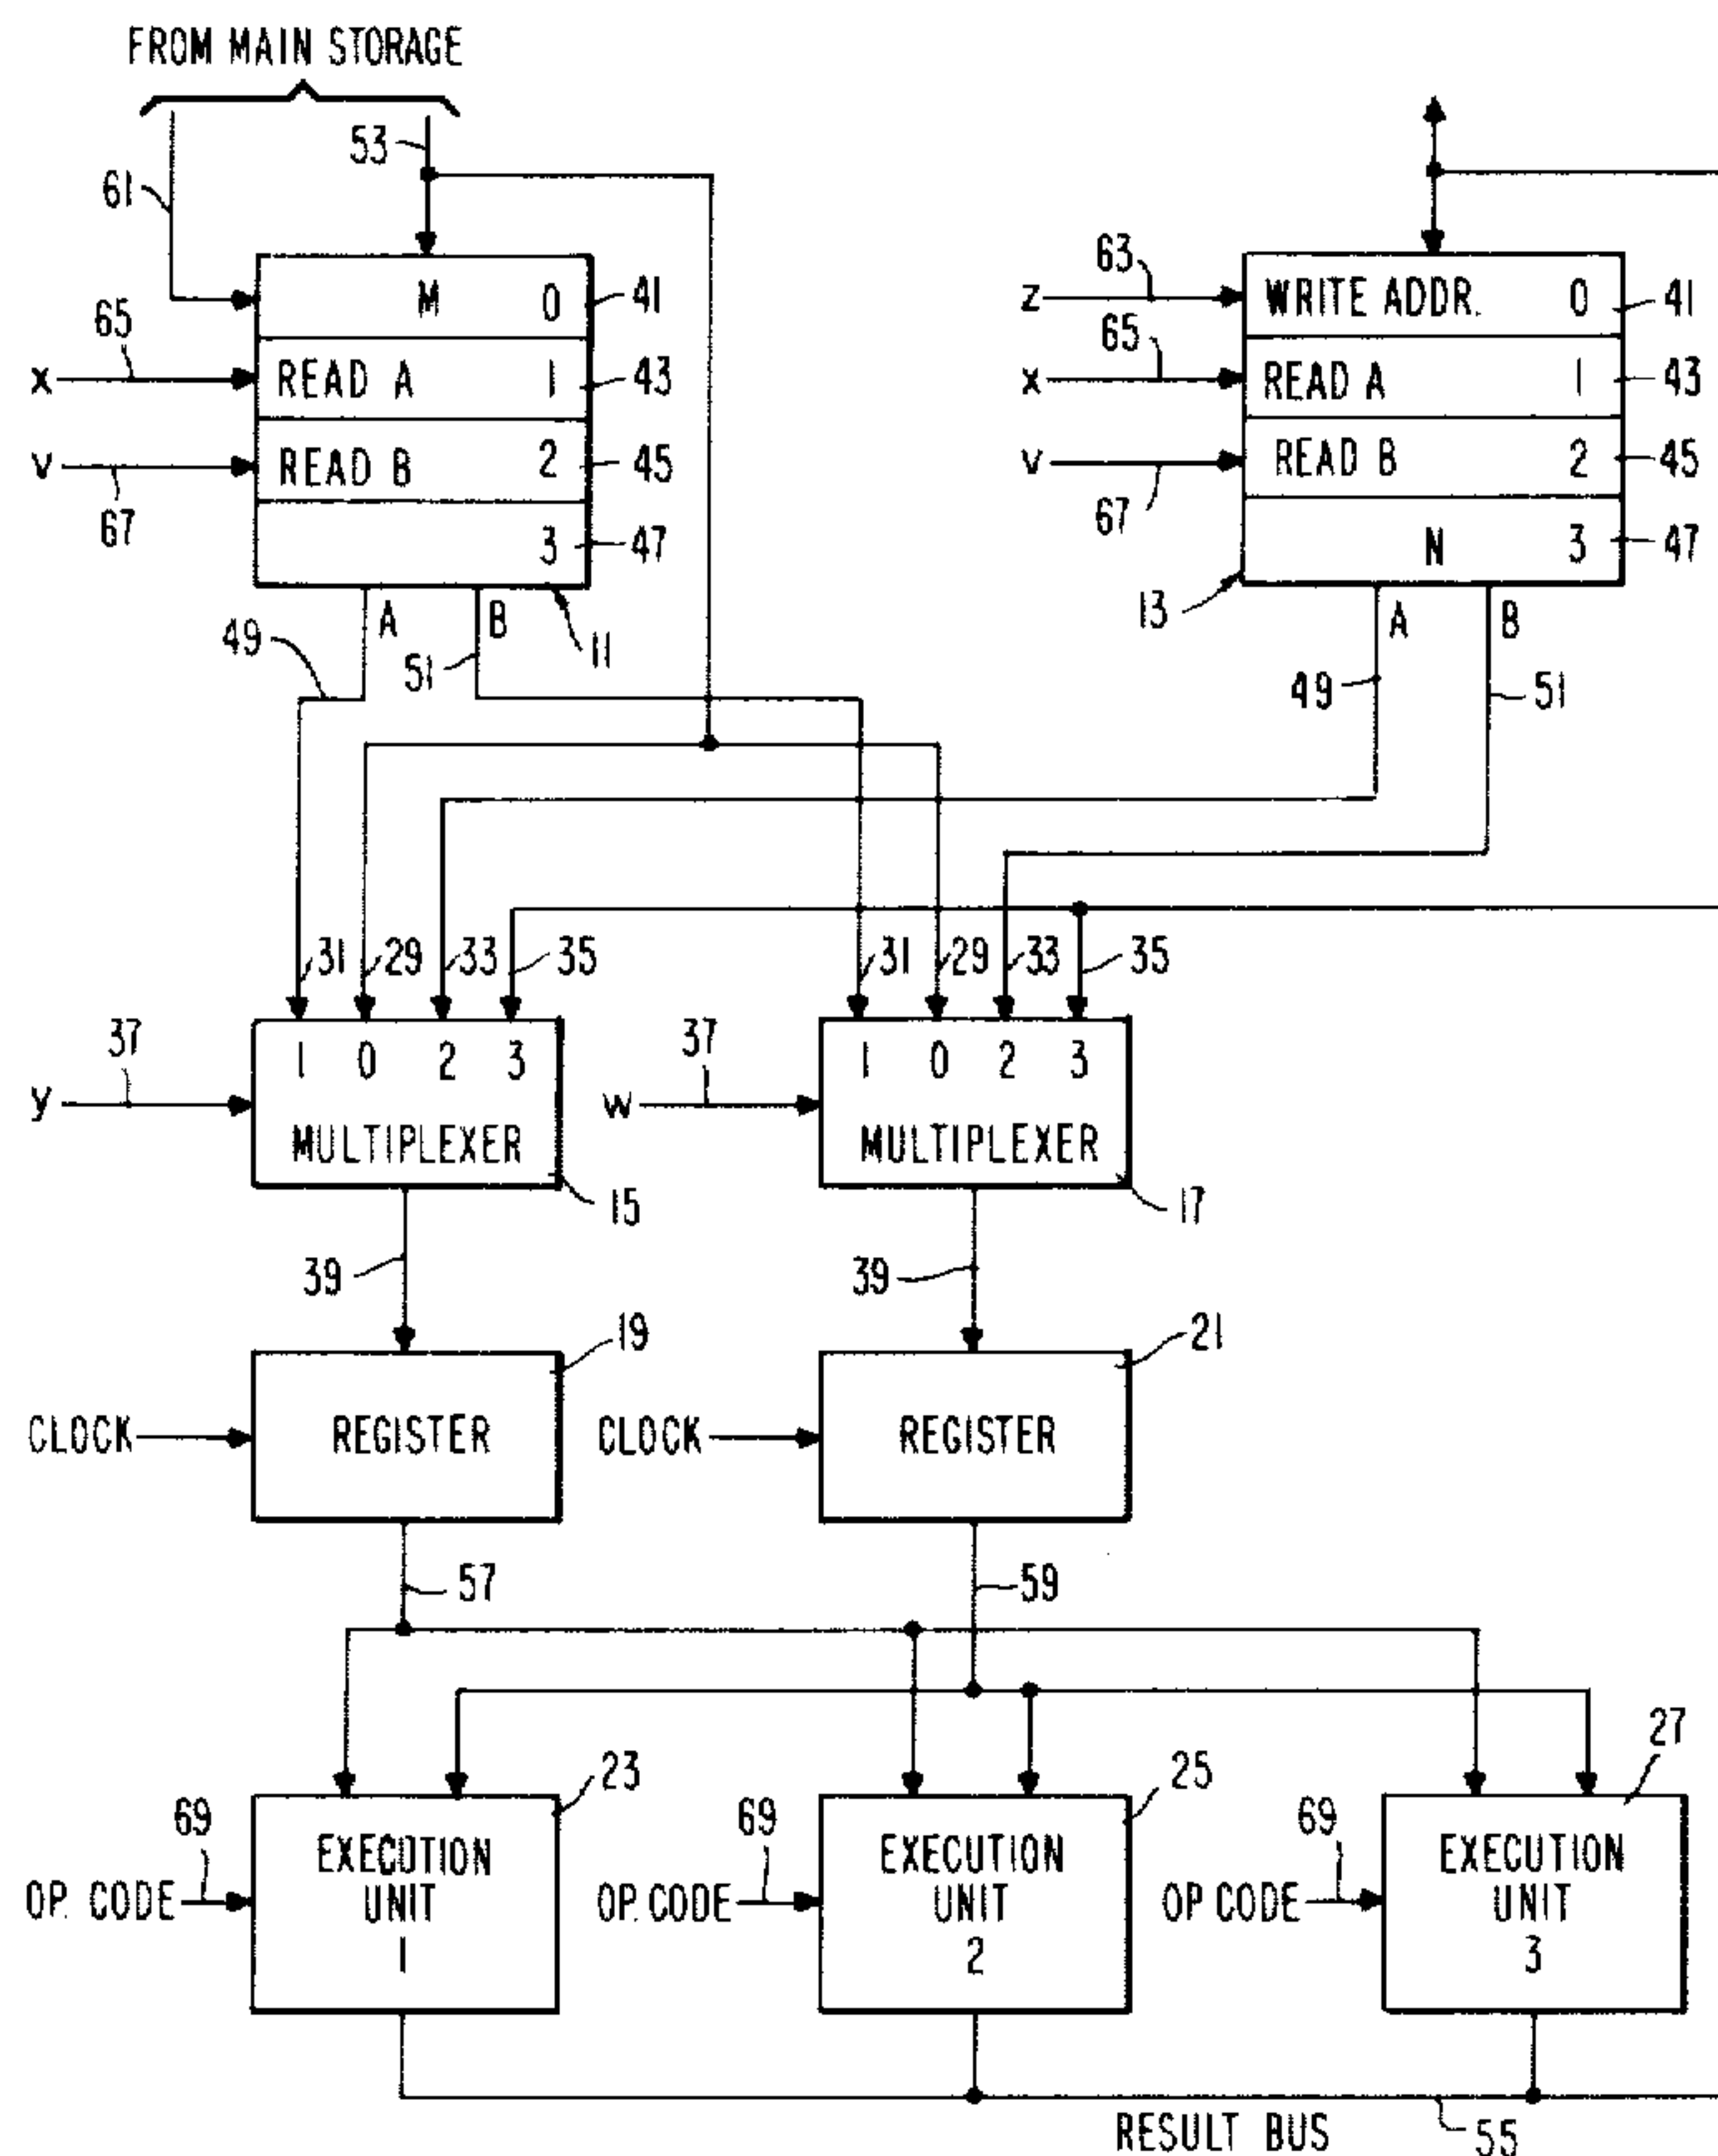 FROM MAIN STORAGE
53
61
M 0 41
65
x READ A 1 43
v READ B 2 45
67
3 47
A B
49 51 11
63
z WRITE ADDR. 0 41
65
x READ A 1 43
v READ B 2 45
67
N 3 47
13 A B
49 51
31 29 33 35
31 29 33 35
37
y 1 0 2 3
MULTIPLEXER
15
37
w 1 0 2 3
MULTIPLEXER
17
39 39
19 21
CLOCK REGISTER
CLOCK REGISTER
57 59
23 25 27
69
OP. CODE
EXECUTION
UNIT
1
69
OP. CODE
EXECUTION
UNIT
2
69
OP CODE
EXECUTION
UNIT
3
RESULT BUS 55